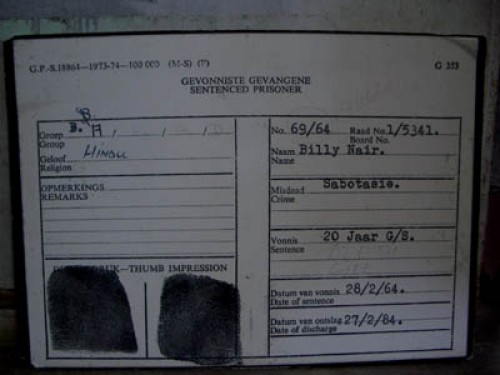 G.P.-S.18864—1973-74—100 000 (M-S) (P)
G 353
GEVONNISTE GEVANGENE
SENTENCED PRISONER
B
B. A
Groep
Group
Geloof HINDU
Religion
OPMERKINGS
REMARKS
DRUK—THUMB IMPRESSION
No. 69/64 Raad No. 1/5341.
Board No.
Naam Billy Nair.
Name
Misdaad Sabotasie.
Crime
Vonnis 20 Jaar G/S.
Sentence
Datum van vonnis 28/2/64.
Date of sentence
Datum van ontslag 27/2/84.
Date of discharge